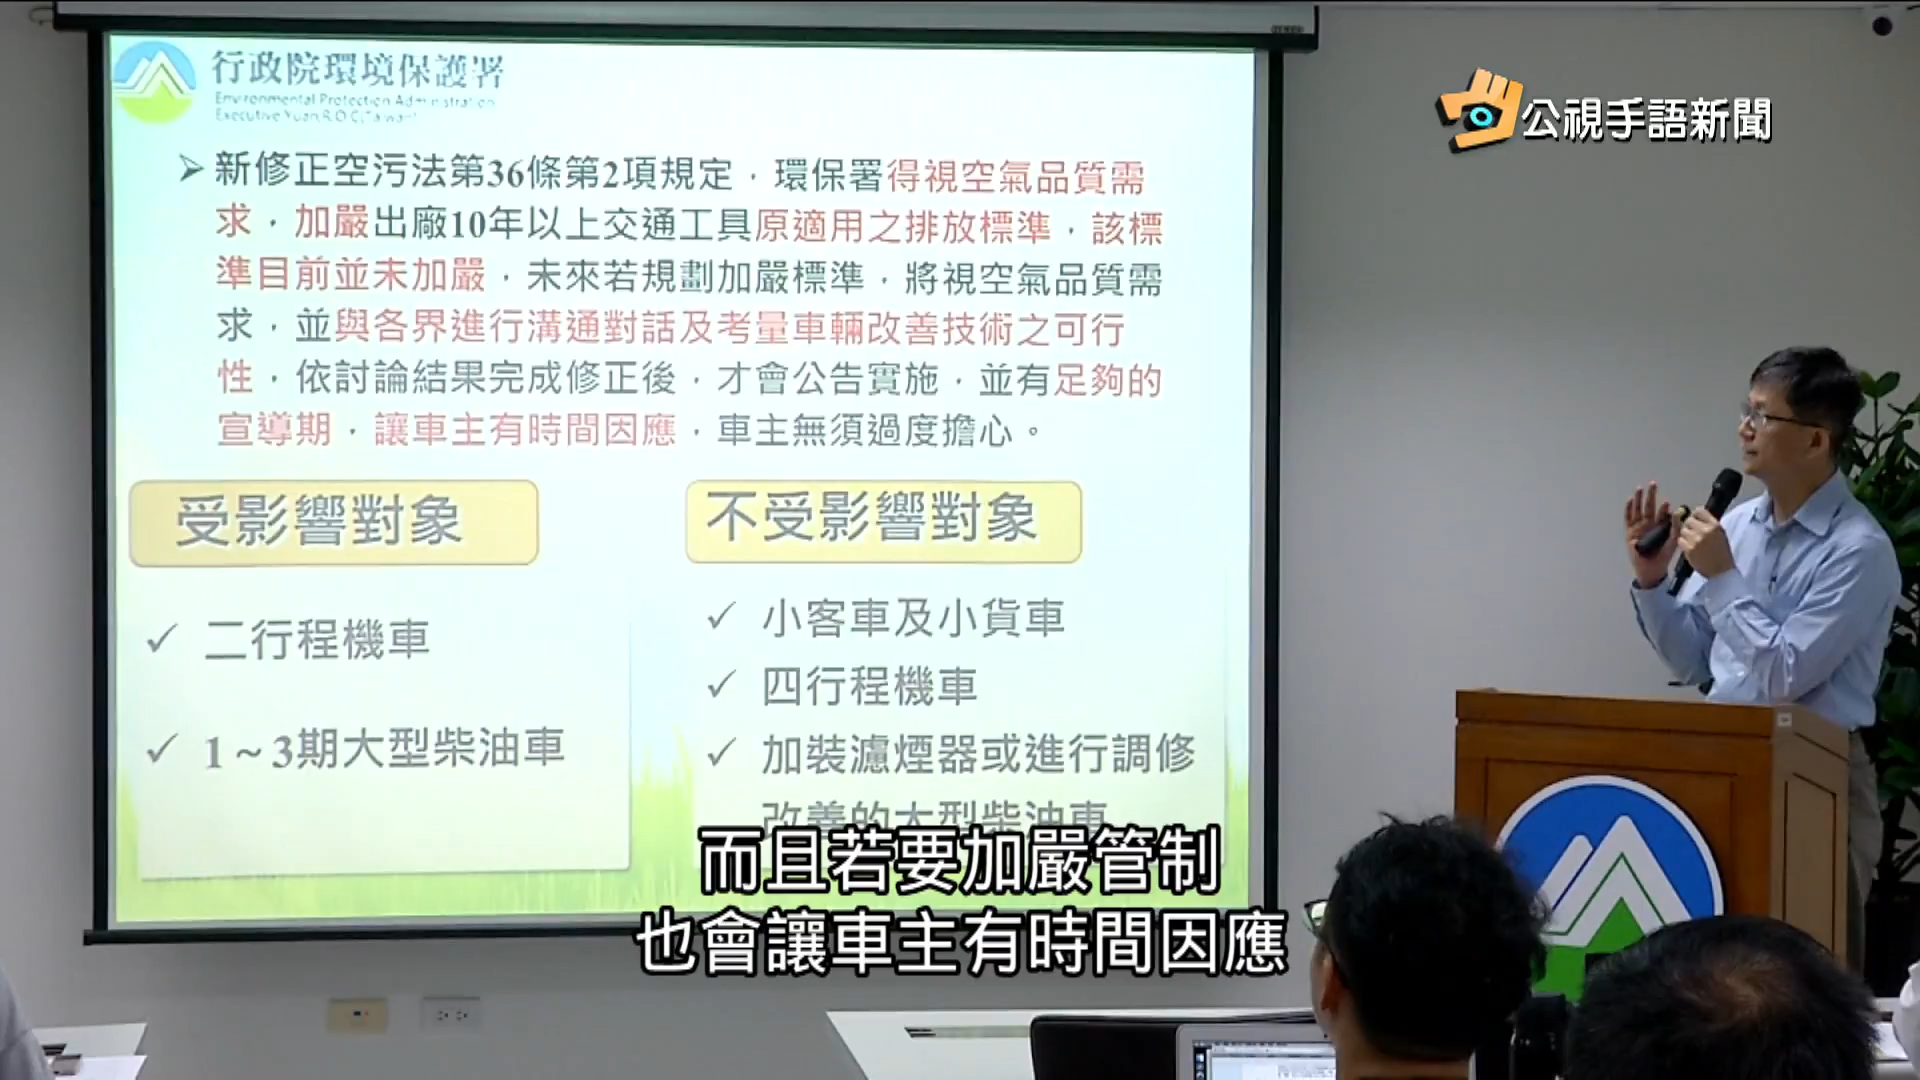 行政院環境保護署
Environmental Protection Administration
Executive Yuan R.O.C.(Taiwan)
公視手語新聞
➢新修正空污法第36條第2項規定，環保署得視空氣品質需
求，加嚴出廠10年以上交通工具原適用之排放標準，該標
準目前並未加嚴，未來若規劃加嚴標準，將視空氣品質需
求，並與各界進行溝通對話及考量車輛改善技術之可行
性，依討論結果完成修正後，才會公告實施，並有足夠的
宣導期，讓車主有時間因應，車主無須過度擔心。
受影響對象
✓ 二行程機車
✓ 1～3期大型柴油車
不受影響對象
✓ 小客車及小貨車
✓ 四行程機車
✓ 加裝濾煙器或進行調修
改善的大型柴油車
而且若要加嚴管制
也會讓車主有時間因應